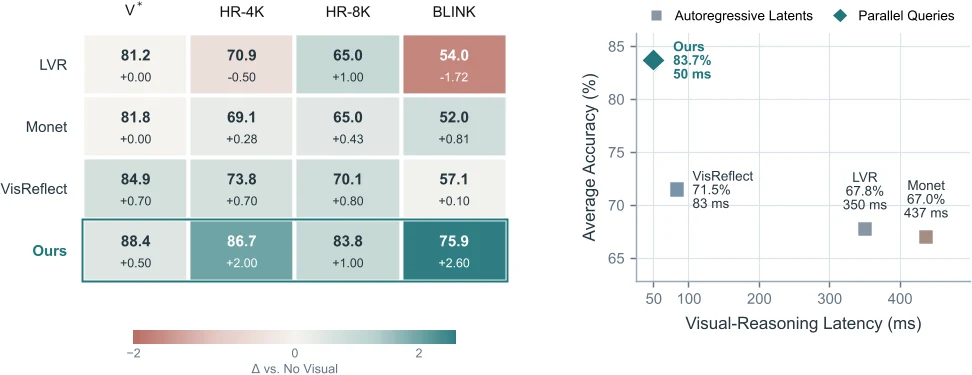 V* HR-4K HR-8K BLINK
LVR 81.2 70.9 65.0 54.0
+0.00 -0.50 +1.00 -1.72
Monet 81.8 69.1 65.0 52.0
+0.00 +0.28 +0.43 +0.81
VisReflect 84.9 73.8 70.1 57.1
+0.70 +0.70 +0.80 +0.10
Ours 88.4 86.7 83.8 75.9
+0.50 +2.00 +1.00 +2.60
−2 0 2
Δ vs. No Visual
Autoregressive Latents Parallel Queries
Average Accuracy (%)
85
80
75
70
65
Ours
83.7%
50 ms
VisReflect
71.5%
83 ms
LVR
67.8%
350 ms
Monet
67.0%
437 ms
50 100 200 300 400
Visual-Reasoning Latency (ms)